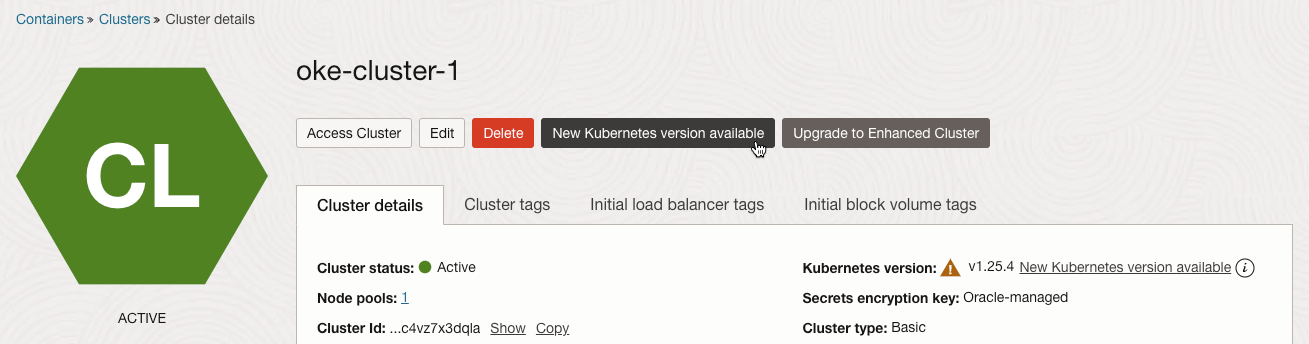 Containers » Clusters » Cluster details
oke-cluster-1
Access Cluster Edit Delete New Kubernetes version available Upgrade to Enhanced Cluster
CL
Cluster details Cluster tags Initial load balancer tags Initial block volume tags
Cluster status: Active
Kubernetes version: v1.25.4 New Kubernetes version available
Node pools: 1
Secrets encryption key: Oracle-managed
ACTIVE
Cluster Id: ...c4vz7x3dqla Show Copy
Cluster type: Basic